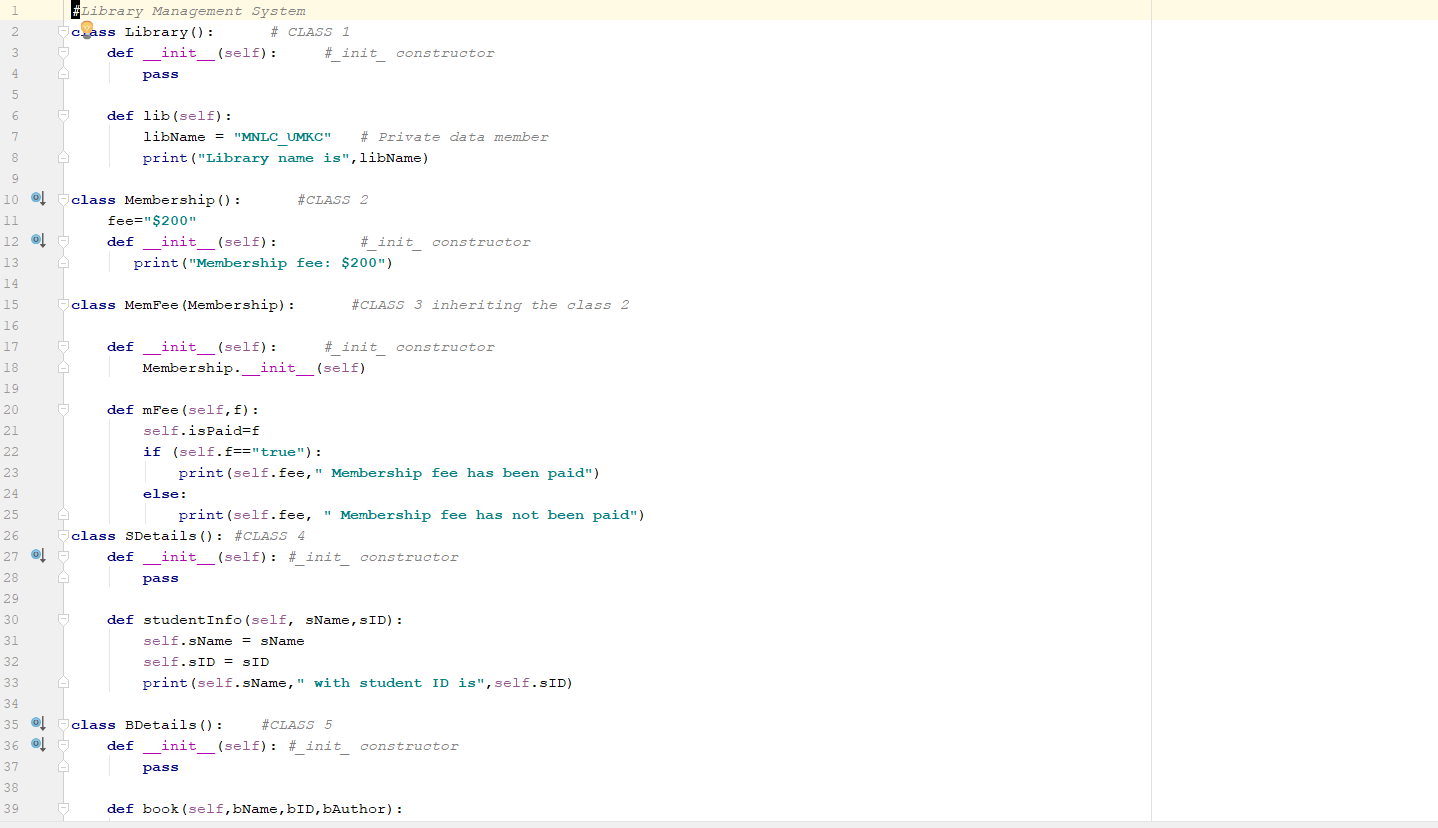 1 #Library Management System
2 class Library():      # CLASS 1
3     def __init__(self):     #_init_ constructor
4         pass
5
6     def lib(self):
7         libName = "MNLC_UMKC"   # Private data member
8         print("Library name is",libName)
9
10 class Membership():      #CLASS 2
11     fee="$200"
12     def __init__(self):         #_init_ constructor
13        print("Membership fee: $200")
14
15 class MemFee(Membership):      #CLASS 3 inheriting the class 2
16
17     def __init__(self):     #_init_ constructor
18         Membership.__init__(self)
19
20     def mFee(self,f):
21         self.isPaid=f
22         if (self.f=="true"):
23             print(self.fee," Membership fee has been paid")
24         else:
25             print(self.fee, " Membership fee has not been paid")
26 class SDetails(): #CLASS 4
27     def __init__(self): #_init_ constructor
28         pass
29
30     def studentInfo(self, sName,sID):
31         self.sName = sName
32         self.sID = sID
33         print(self.sName," with student ID is",self.sID)
34
35 class BDetails():    #CLASS 5
36     def __init__(self): #_init_ constructor
37         pass
38
39     def book(self,bName,bID,bAuthor):